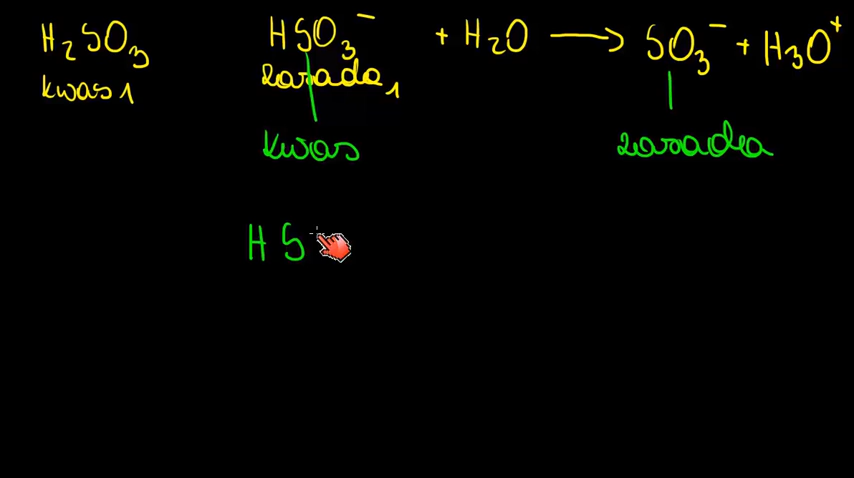 H₂SO₃ HSO₃⁻ + H₂O → SO₃⁻ + H₃O⁺
kwas 1 zasada 1
kwas zasada
H S